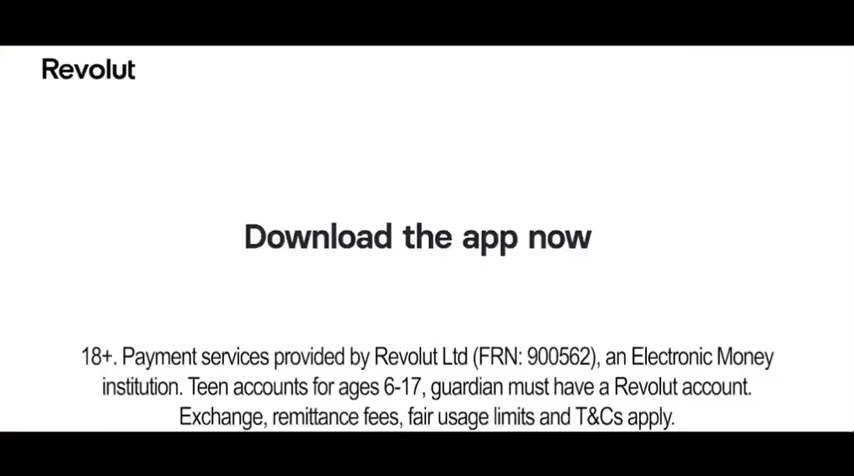 Revolut
Download the app now
18+. Payment services provided by Revolut Ltd (FRN: 900562), an Electronic Money
institution. Teen accounts for ages 6-17, guardian must have a Revolut account.
Exchange, remittance fees, fair usage limits and T&Cs apply.